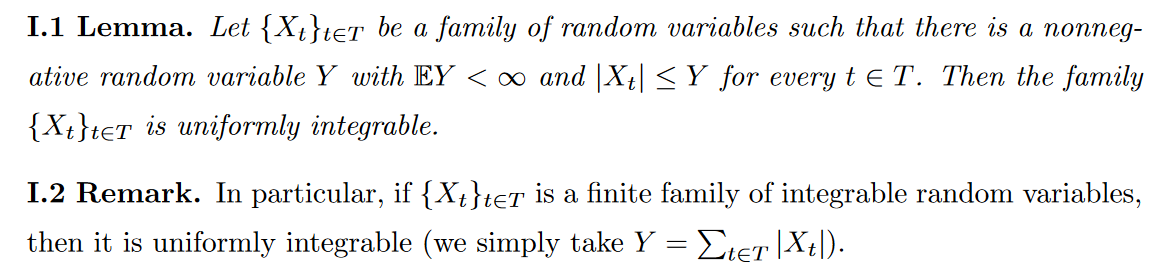 I.1 Lemma. Let {X_t}_{t∈T} be a family of random variables such that there is a nonneg-
ative random variable Y with 𝔼Y < ∞ and |X_t| ≤ Y for every t ∈ T. Then the family
{X_t}_{t∈T} is uniformly integrable.
I.2 Remark. In particular, if {X_t}_{t∈T} is a finite family of integrable random variables,
then it is uniformly integrable (we simply take Y = ∑_{t∈T} |X_t|).